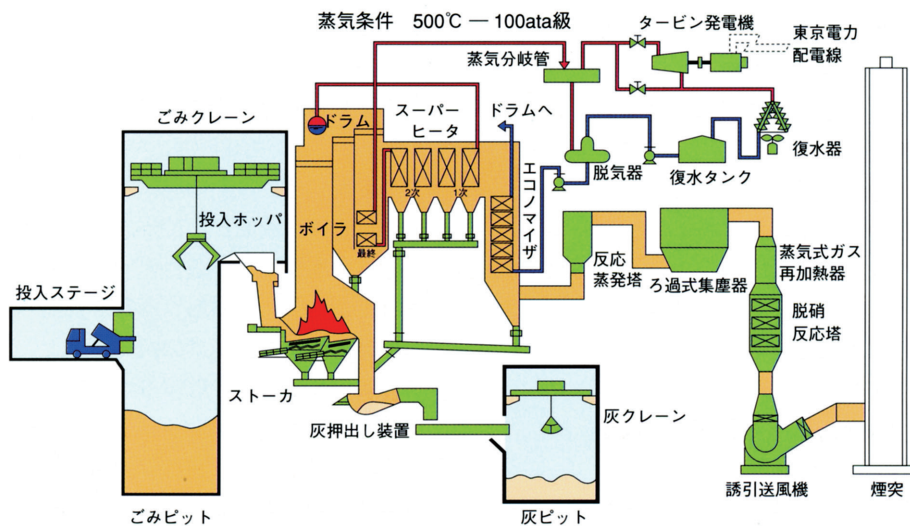 蒸気条件 500℃ ― 100ata級
タービン発電機
東京電力
配電線
蒸気分岐管
ごみクレーン
ドラム
スーパー
ヒータ
ドラムへ
脱気器
復水タンク
復水器
投入ホッパ
ボイラ
2次
1次
最終
エコノマイザ
反応
蒸発塔
ろ過式集塵器
蒸気式ガス
再加熱器
脱硝
反応塔
投入ステージ
ストーカ
灰押出し装置
灰クレーン
ごみピット
灰ピット
誘引送風機
煙突